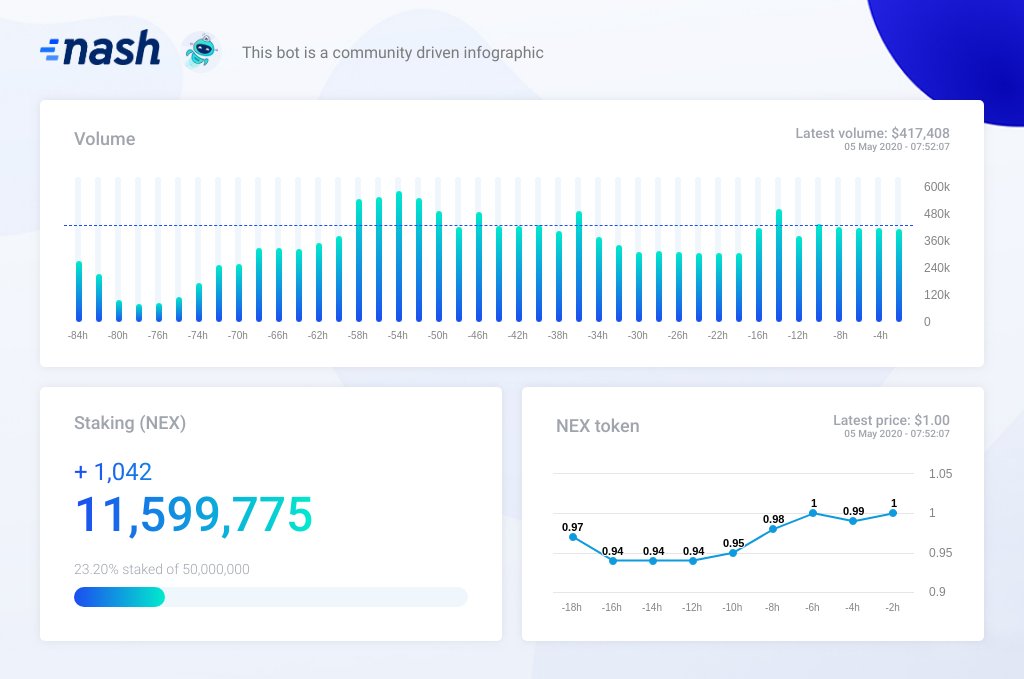 nash
This bot is a community driven infographic
Volume
Latest volume: $417,408
05 May 2020 - 07:52:07
600k
480k
360k
240k
120k
0
-84h -80h -76h -74h -70h -66h -62h -58h -54h -50h -46h -42h -38h -34h -30h -26h -22h -16h -12h -8h -4h
Staking (NEX)
+ 1,042
11,599,775
23.20% staked of 50,000,000
NEX token
Latest price: $1.00
05 May 2020 - 07:52:07
1.05
1
0.95
0.9
0.97 0.94 0.94 0.94 0.95 0.98 1 0.99 1
-18h -16h -14h -12h -10h -8h -6h -4h -2h